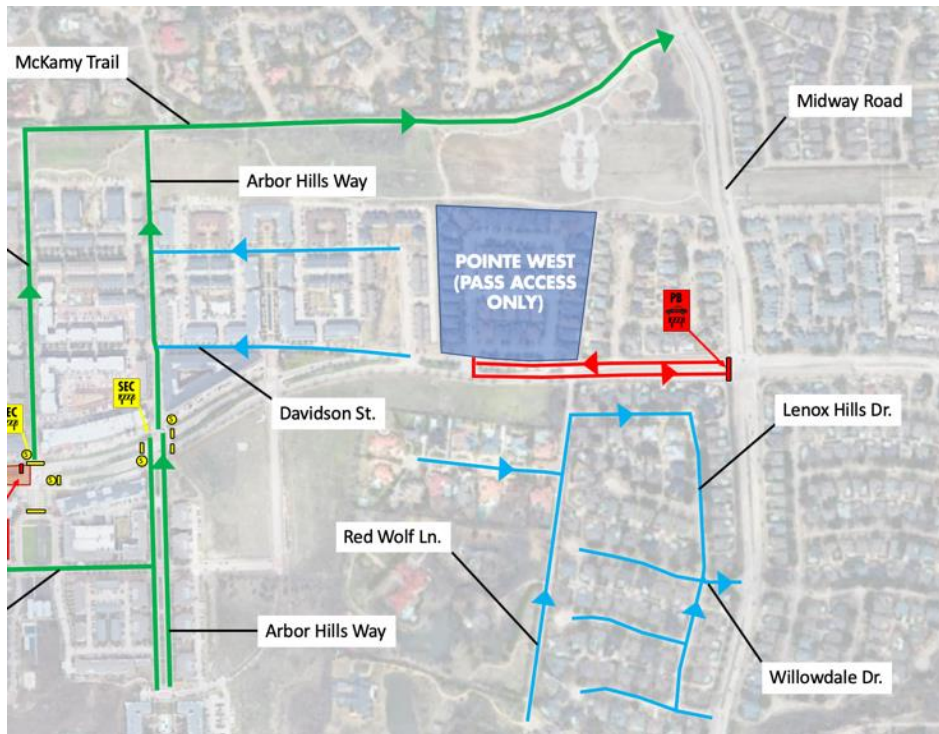 McKamy Trail
Midway Road
Arbor Hills Way
POINTE WEST
(PASS ACCESS
ONLY)
PB
SEC
Davidson St.
Lenox Hills Dr.
EC
S
S
S
S
Red Wolf Ln.
Arbor Hills Way
Willowdale Dr.